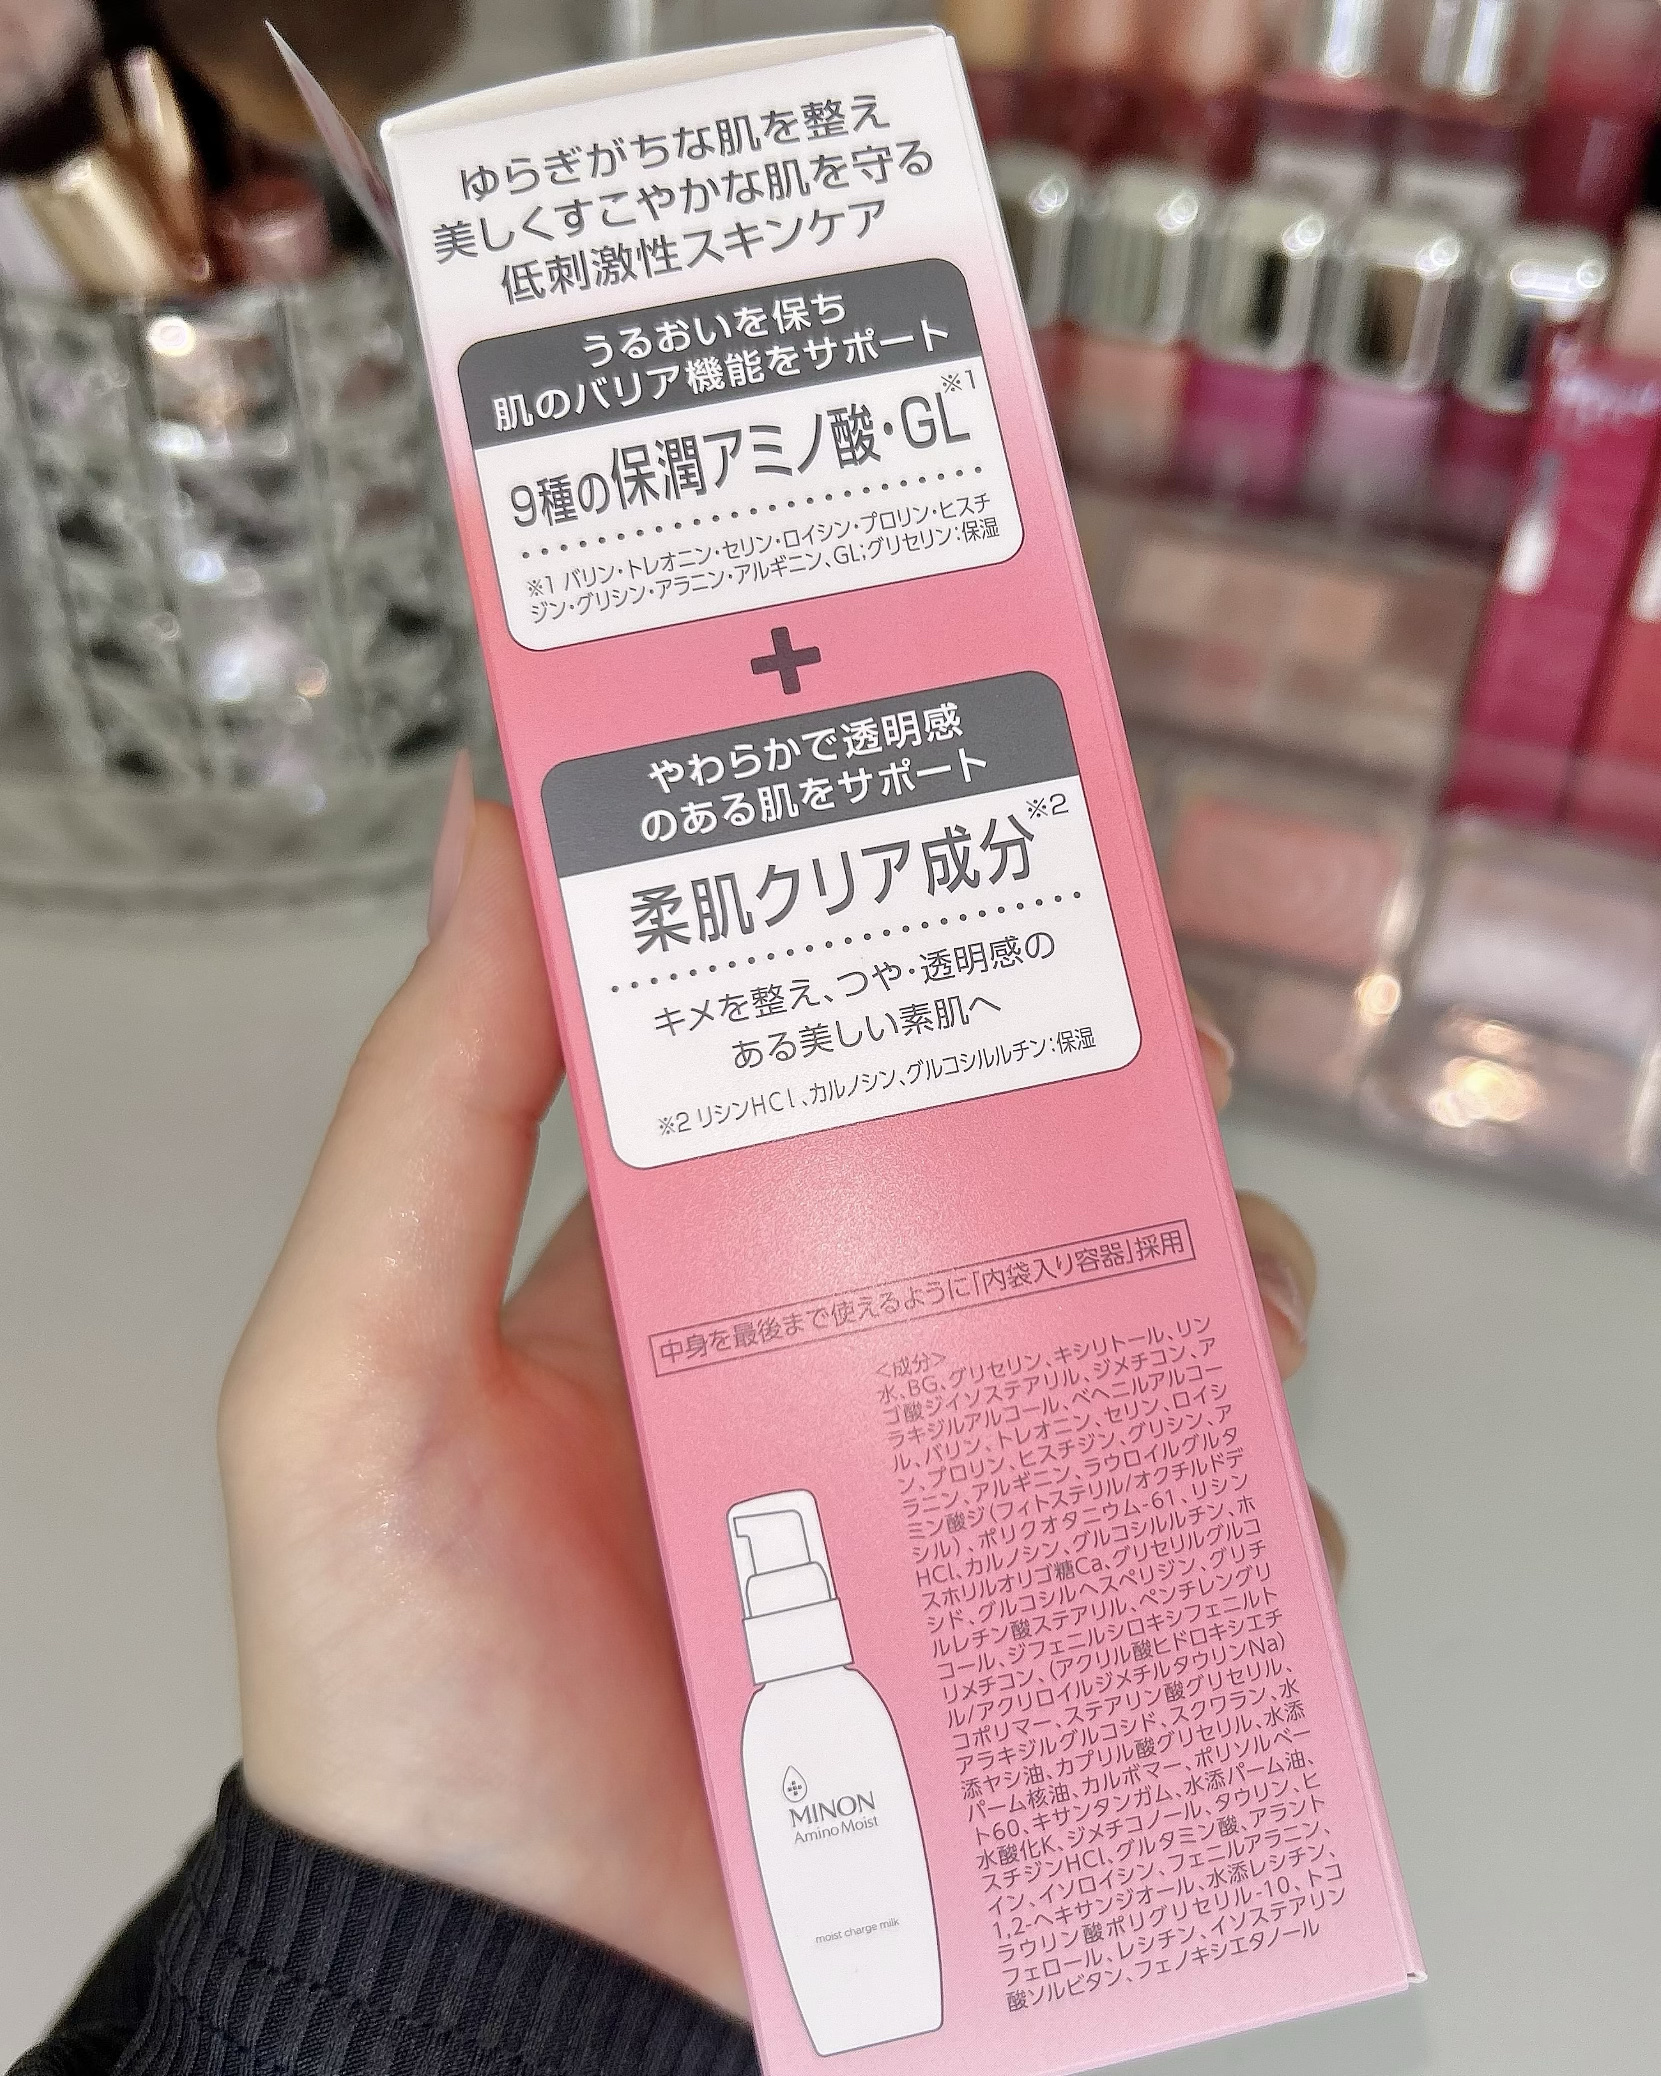 ゆらぎがちな肌を整え
美しくすこやかな肌を守る
低刺激性スキンケア
うるおいを保ち
肌のバリア機能をサポート
9種の保潤アミノ酸・GL※1
※1 バリン・トレオニン・セリン・ロイシン・プロリン・ヒスチ
ジン・グリシン・アラニン・アルギニン、GL;グリセリン:保湿
+
やわらかで透明感
のある肌をサポート
柔肌クリア成分※2
キメを整え、つや・透明感の
ある美しい素肌へ
※2 リシンHCl、カルノシン、グルコシルルチン:保湿
中身を最後まで使えるように「内袋入り容器」採用
<成分>
水、BG、グリセリン、キシリトール、リン
ゴ酸ジイソステアリル、ジメチコン、ア
ラキジルアルコール、ベヘニルアルコー
ル、バリン、トレオニン、セリン、ロイシ
ン、プロリン、ヒスチジン、グリシン、ア
ラニン、アルギニン、ラウロイルグルタ
ミン酸ジ(フィトステリル/オクチルドデ
シル)、ポリクオタニウム-61、リシン
HCl、カルノシン、グルコシルルチン、ホ
スホリルオリゴ糖Ca、グリセリルグルコ
シド、グルコシルヘスペリジン、グリチ
ルレチン酸ステアリル、ペンチレングリ
コール、ジフェニルシロキシフェニルト
リメチコン、(アクリル酸ヒドロキシエチ
ル/アクリロイルジメチルタウリンNa)
コポリマー、ステアリン酸グリセリル、
アラキジルグルコシド、スクワラン、水
添ヤシ油、カプリル酸グリセリル、水添
パーム核油、カルボマー、ポリソルベー
ト60、キサンタンガム、水添パーム油、
水酸化K、ジメチコノール、タウリン、ヒ
スチジンHCl、グルタミン酸、アラント
イン、イソロイシン、フェニルアラニン、
1,2-ヘキサンジオール、水添レシチン、
ラウリン酸ポリグリセリル-10、トコ
フェロール、レシチン、イソステアリン
酸ソルビタン、フェノキシエタノール
MINON
Amino Moist
moist charge milk